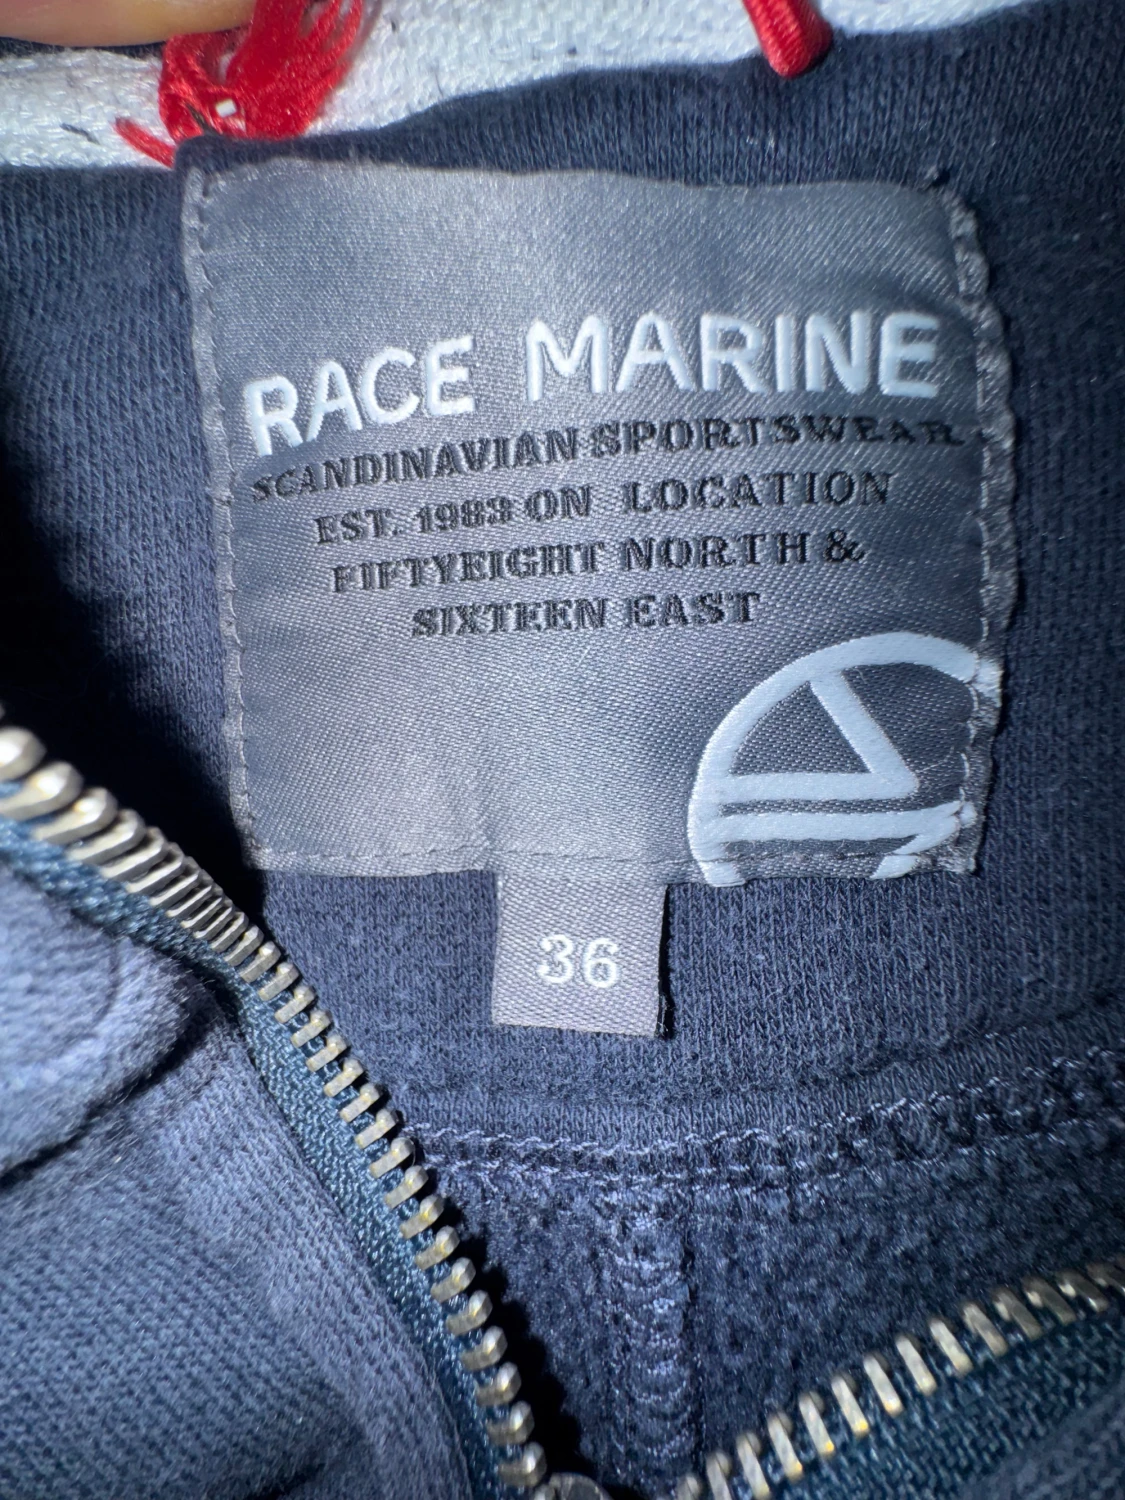 RACE MARINE
SCANDINAVIAN SPORTSWEAR
EST. 1983 ON LOCATION
FIFTYEIGHT NORTH &
SIXTEEN EAST
36